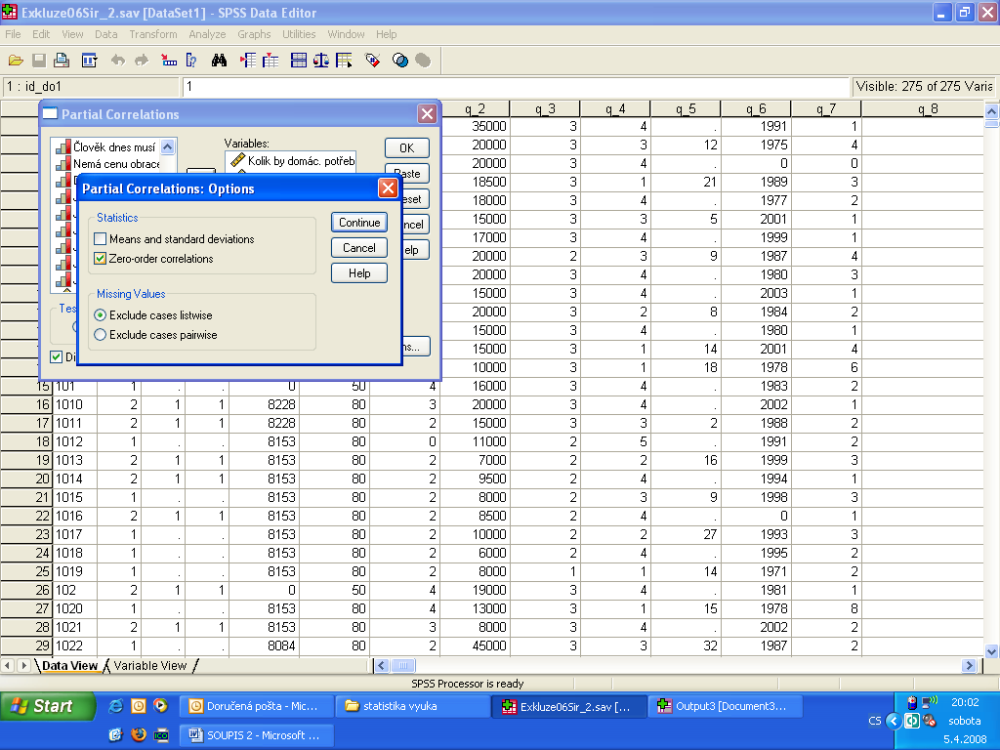 Exkluze06Sir_2.sav [DataSet1] - SPSS Data Editor
File Edit View Data Transform Analyze Graphs Utilities Window Help
1 : id_do1 1 Visible: 275 of 275 Varia
q_2 q_3 q_4 q_5 q_6 q_7 q_8
Partial Correlations
Člověk dnes musí
Nemá cenu obrace
Variables:
Kolik by domác. potřeb
OK
Paste
Partial Correlations: Options
Statistics
Means and standard deviations
Zero-order correlations
Missing Values
Exclude cases listwise
Exclude cases pairwise
Continue
Cancel
Help
35000 3 4 . 1991 1
20000 3 3 12 1975 4
20000 3 4 . 0 0
18500 3 1 21 1989 3
18000 3 4 . 1977 2
15000 3 3 5 2001 1
17000 3 4 . 1999 1
20000 2 3 9 1987 4
20000 3 4 . 1980 3
15000 3 4 . 2003 1
20000 3 2 8 1984 2
15000 3 4 . 1980 1
15000 3 1 14 2001 4
10000 3 1 18 1978 6
15 101 1 . . 0 50 4 16000 3 4 . 1983 2
16 1010 2 1 1 8228 80 3 20000 3 4 . 2002 1
17 1011 2 1 1 8228 80 2 15000 3 3 2 1988 2
18 1012 1 . . 8153 80 0 11000 2 5 . 1991 2
19 1013 2 1 1 8153 80 2 7000 2 2 16 1999 3
20 1014 2 1 1 8153 80 2 9500 2 4 . 1994 1
21 1015 1 . . 8153 80 2 8000 2 3 9 1998 3
22 1016 2 1 1 8153 80 2 8500 2 4 . 0 1
23 1017 1 . . 8153 80 2 10000 2 2 27 1993 3
24 1018 1 . . 8153 80 2 6000 2 4 . 1995 2
25 1019 1 . . 8153 80 2 8000 1 1 14 1971 2
26 102 2 1 1 0 50 4 19000 3 4 . 1981 1
27 1020 1 . . 8153 80 4 13000 3 1 15 1978 8
28 1021 2 1 1 8153 80 3 8000 3 4 . 2002 2
29 1022 1 . . 8084 80 2 45000 3 3 32 1987 2
Data View Variable View
SPSS Processor is ready
Start
Doručená pošta - Mic...
statistika vyuka
Exkluze06Sir_2.sav [...
Output3 [Document3...
SOUPIS 2 - Microsoft ...
CS
20:02
sobota
5.4.2008